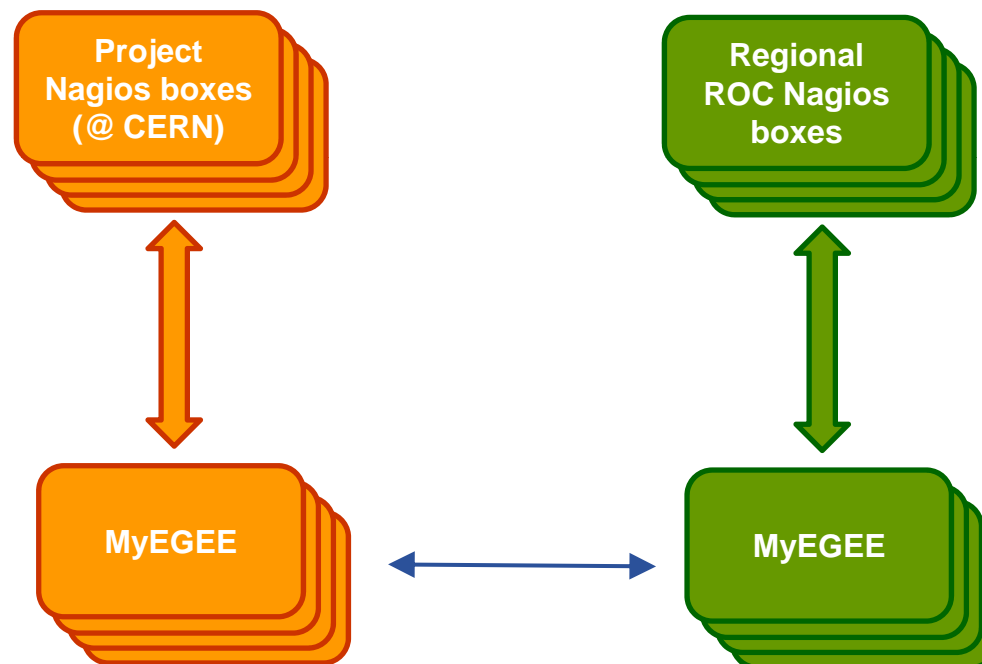 Project
Nagios boxes
(@ CERN)
Regional
ROC Nagios
boxes
MyEGEE
MyEGEE